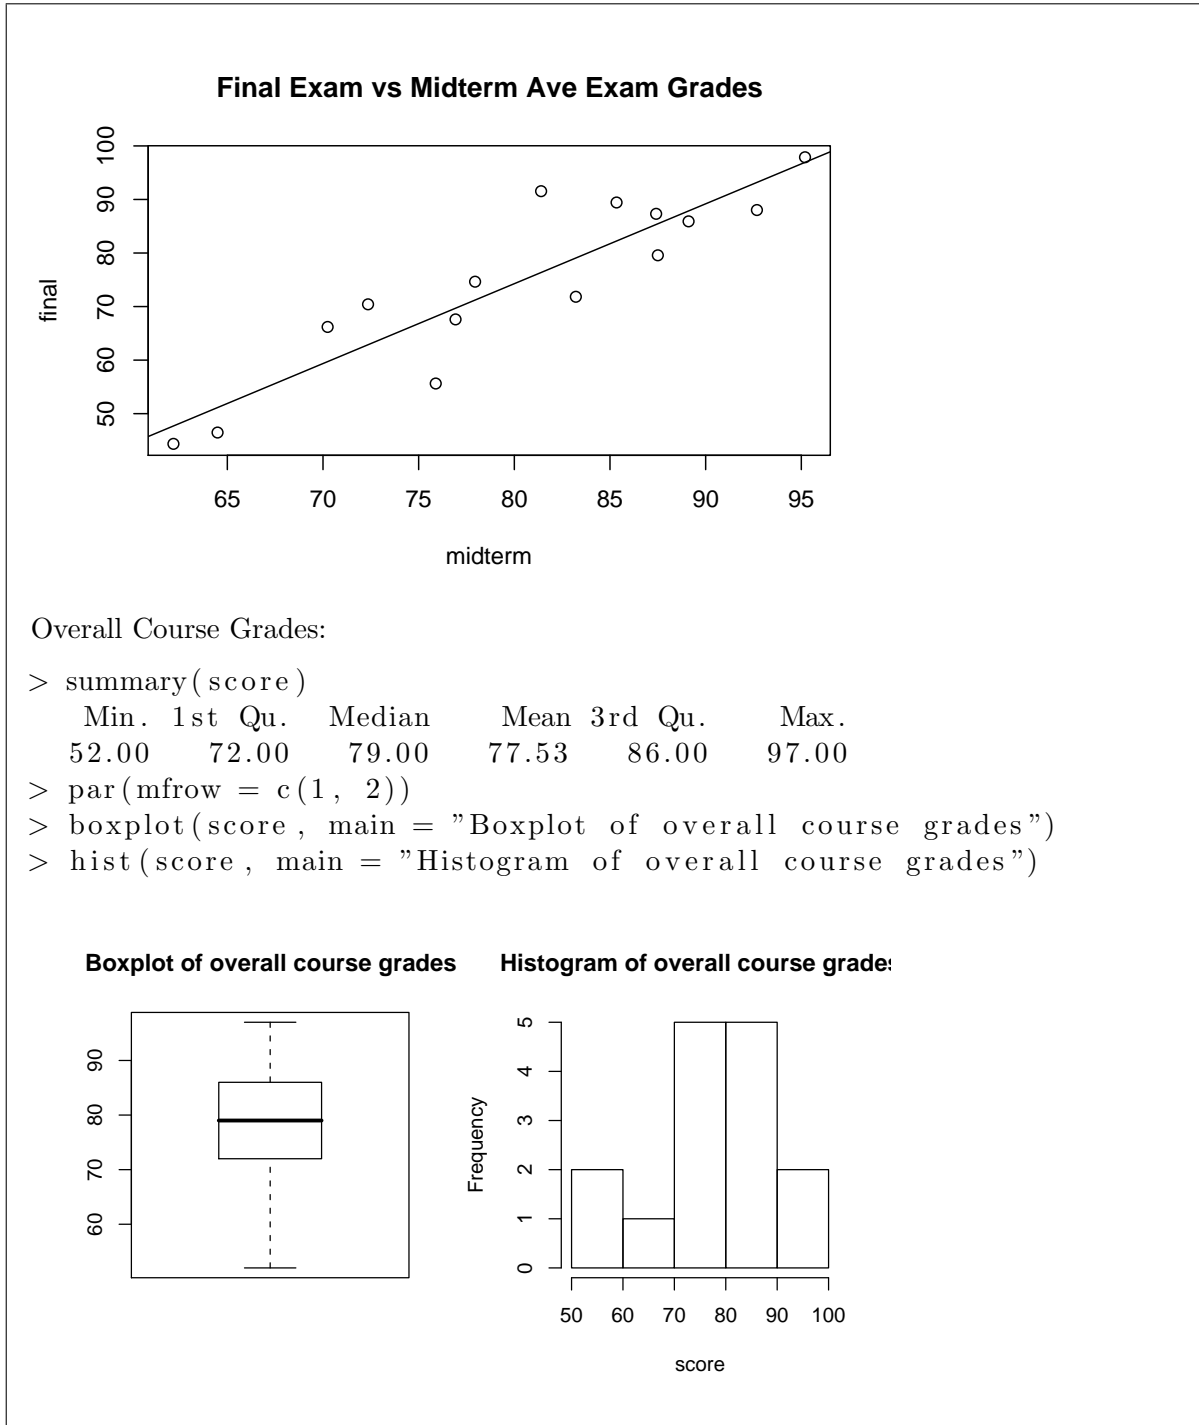 Final Exam vs Midterm Ave Exam Grades
100
90
80
70
60
50
final
65 70 75 80 85 90 95
midterm
Overall Course Grades:
> summary(score)
Min. 1st Qu. Median Mean 3rd Qu. Max.
52.00 72.00 79.00 77.53 86.00 97.00
> par(mfrow = c(1, 2))
> boxplot(score, main = "Boxplot of overall course grades")
> hist(score, main = "Histogram of overall course grades")
Boxplot of overall course grades
90
80
70
60
Histogram of overall course grades
5
4
3
2
1
0
Frequency
50 60 70 80 90 100
score